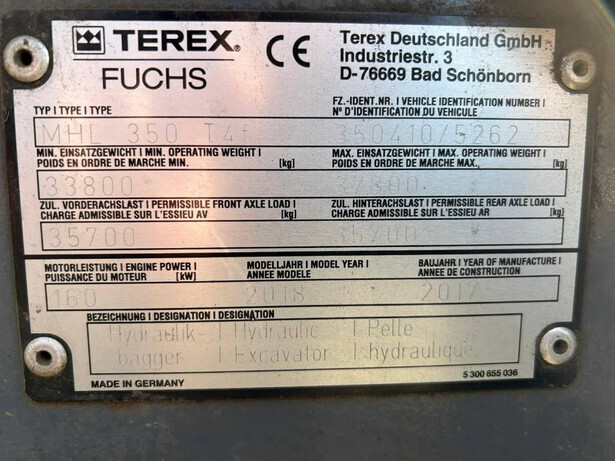 TEREX®
FUCHS
CE
Terex Deutschland GmbH
Industriestr. 3
D-76669 Bad Schönborn
TYP I TYPE I TYPE
MHL 350 T4f
FZ.-IDENT.NR. I VEHICLE IDENTIFICATION NUMBER I
N° D'IDENTIFICATION DU VEHICULE
350410/5262
MIN. EINSATZGEWICHT I MIN. OPERATING WEIGHT I
POIDS EN ORDRE DE MARCHE MIN. [kg]
33800
MAX. EINSATZGEWICHT I MAX. OPERATING WEIGHT I
POIDS EN ORDRE DE MARCHE MAX. [kg]
37800
ZUL. VORDERACHSLAST I PERMISSIBLE FRONT AXLE LOAD I
CHARGE ADMISSIBLE SUR L'ESSIEU AV [kg]
35700
ZUL. HINTERACHSLAST I PERMISSIBLE REAR AXLE LOAD I
CHARGE ADMISSIBLE SUR L'ESSIEU AR [kg]
35700
MOTORLEISTUNG I ENGINE POWER I
PUISSANCE DU MOTEUR [kW]
160
MODELLJAHR I MODEL YEAR I
ANNEE MODELE
2018
BAUJAHR I YEAR OF MANUFACTURE I
ANNEE DE CONSTRUCTION
2017
BEZEICHNUNG I DESIGNATION I DESIGNATION
Hydraulik- I Hydraulic I Pelle
bagger I Excavator I hydraulique
MADE IN GERMANY
5 300 655 036